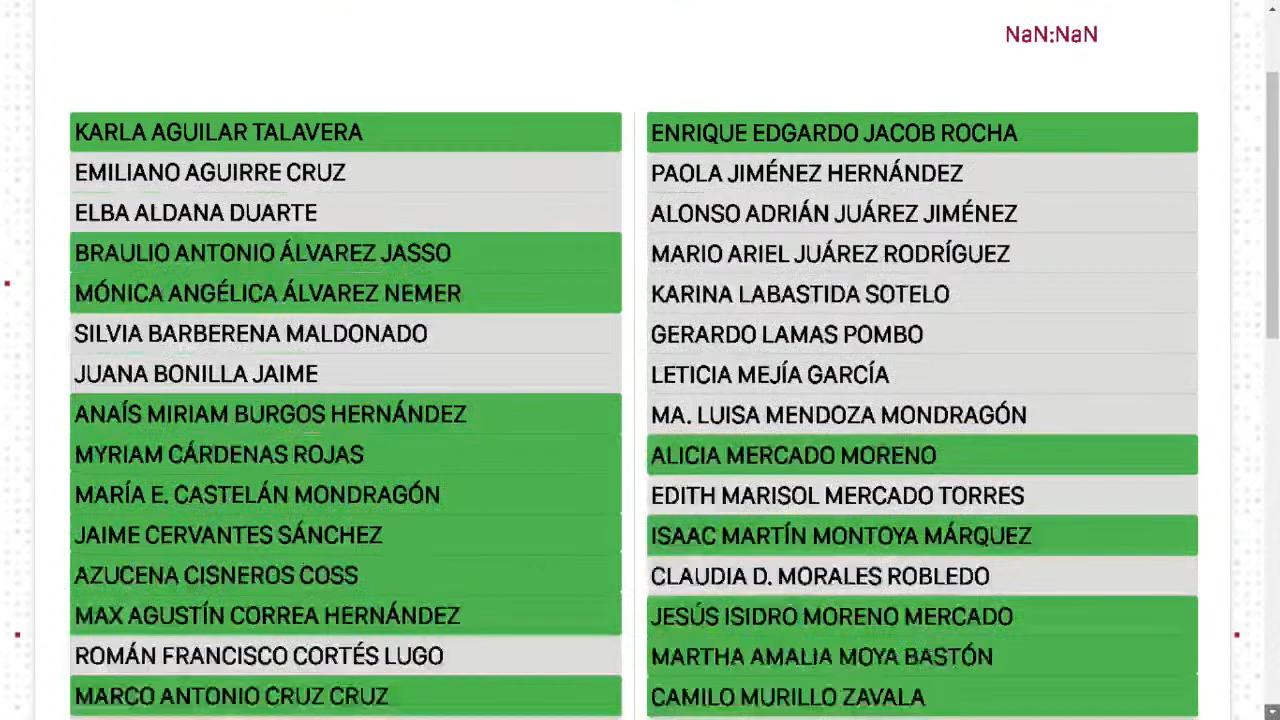 NaN:NaN
KARLA AGUILAR TALAVERA
EMILIANO AGUIRRE CRUZ
ELBA ALDANA DUARTE
BRAULIO ANTONIO ÁLVAREZ JASSO
MÓNICA ANGÉLICA ÁLVAREZ NEMER
SILVIA BARBERENA MALDONADO
JUANA BONILLA JAIME
ANAÍS MIRIAM BURGOS HERNÁNDEZ
MYRIAM CÁRDENAS ROJAS
MARÍA E. CASTELÁN MONDRAGÓN
JAIME CERVANTES SÁNCHEZ
AZUCENA CISNEROS COSS
MAX AGUSTÍN CORREA HERNÁNDEZ
ROMÁN FRANCISCO CORTÉS LUGO
MARCO ANTONIO CRUZ CRUZ
ENRIQUE EDGARDO JACOB ROCHA
PAOLA JIMÉNEZ HERNÁNDEZ
ALONSO ADRIÁN JUÁREZ JIMÉNEZ
MARIO ARIEL JUÁREZ RODRÍGUEZ
KARINA LABASTIDA SOTELO
GERARDO LAMAS POMBO
LETICIA MEJÍA GARCÍA
MA. LUISA MENDOZA MONDRAGÓN
ALICIA MERCADO MORENO
EDITH MARISOL MERCADO TORRES
ISAAC MARTÍN MONTOYA MÁRQUEZ
CLAUDIA D. MORALES ROBLEDO
JESÚS ISIDRO MORENO MERCADO
MARTHA AMALIA MOYA BASTÓN
CAMILO MURILLO ZAVALA